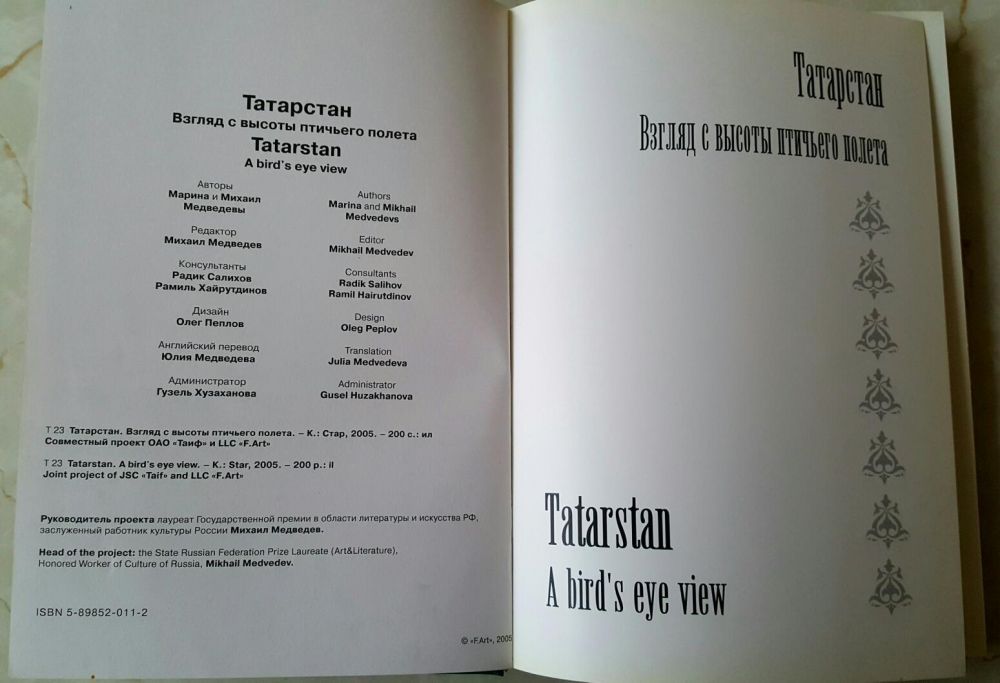 Татарстан
Взгляд с высоты птичьего полета
Tatarstan
A bird's eye view
Авторы
Марина и Михаил
Медведевы
Редактор
Михаил Медведев
Консультанты
Радик Салихов
Рамиль Хайрутдинов
Дизайн
Олег Пеплов
Английский перевод
Юлия Медведева
Администратор
Гузель Хузаханова
Authors
Marina and Mikhail
Medvedevs
Editor
Mikhail Medvedev
Consultants
Radik Salihov
Ramil Hairutdinov
Design
Oleg Peplov
Translation
Julia Medvedeva
Administrator
Gusel Huzakhanova
Т 23 Татарстан. Взгляд с высоты птичьего полета. – К.: Стар, 2005. – 200 с.: ил
Совместный проект ОАО «Таиф» и LLC «F.Art»
T 23 Tatarstan. A bird's eye view. – K.: Star, 2005. – 200 p.: il
Joint project of JSC «Taif» and LLC «F.Art»
Руководитель проекта лауреат Государственной премии в области литературы и искусства РФ,
заслуженный работник культуры России Михаил Медведев.
Head of the project: the State Russian Federation Prize Laureate (Art&Literature),
Honored Worker of Culture of Russia, Mikhail Medvedev.
ISBN 5-89852-011-2
© «F.Art», 2005
Татарстан
Взгляд с высоты птичьего полета
Tatarstan
A bird's eye view